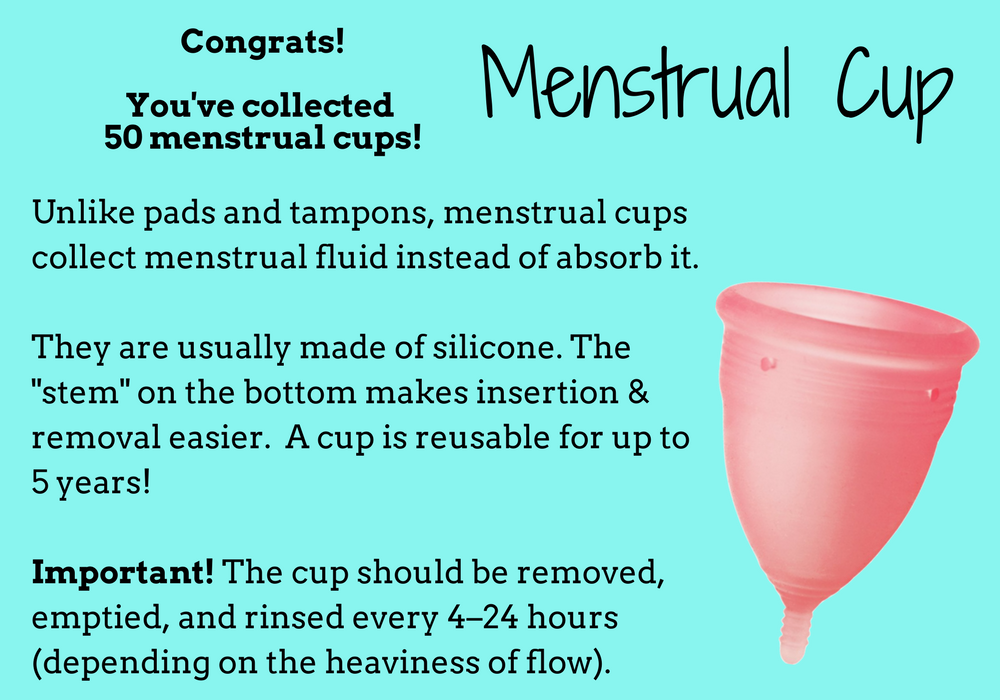 Congrats!
You've collected
50 menstrual cups!
Menstrual Cup
Unlike pads and tampons, menstrual cups
collect menstrual fluid instead of absorb it.
They are usually made of silicone. The
"stem" on the bottom makes insertion &
removal easier.  A cup is reusable for up to
5 years!
Important! The cup should be removed,
emptied, and rinsed every 4–24 hours
(depending on the heaviness of flow).